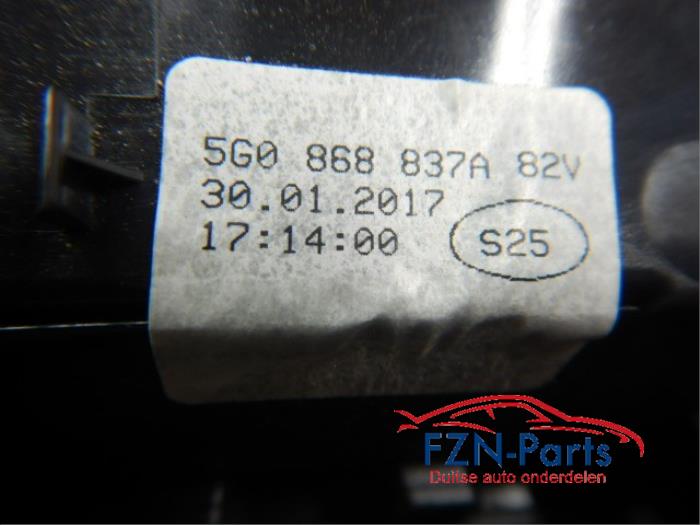 5G0 868 837A 82V
30.01.2017
17:14:00 S25
FZN-Parts
Duitse auto onderdelen